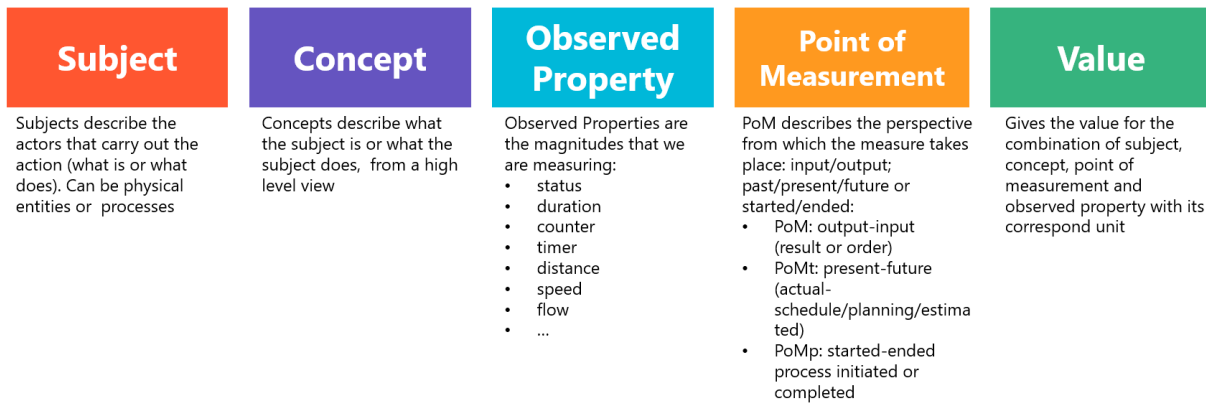 Subject
Subjects describe the
actors that carry out the
action (what is or what
does). Can be physical
entities or  processes
Concept
Concepts describe what
the subject is or what the
subject does,  from a high
level view
Observed
Property
Observed Properties are
the magnitudes that we
are measuring:
• status
• duration
• counter
• timer
• distance
• speed
• flow
• ...
Point of
Measurement
PoM describes the perspective
from which the measure takes
place: input/output;
past/present/future or
started/ended:
• PoM: output-input
(result or order)
• PoMt: present-future
(actual-
schedule/planning/estima
ted)
• PoMp: started-ended
process initiated or
completed
Value
Gives the value for the
combination of subject,
concept, point of
measurement and
observed property with its
correspond unit